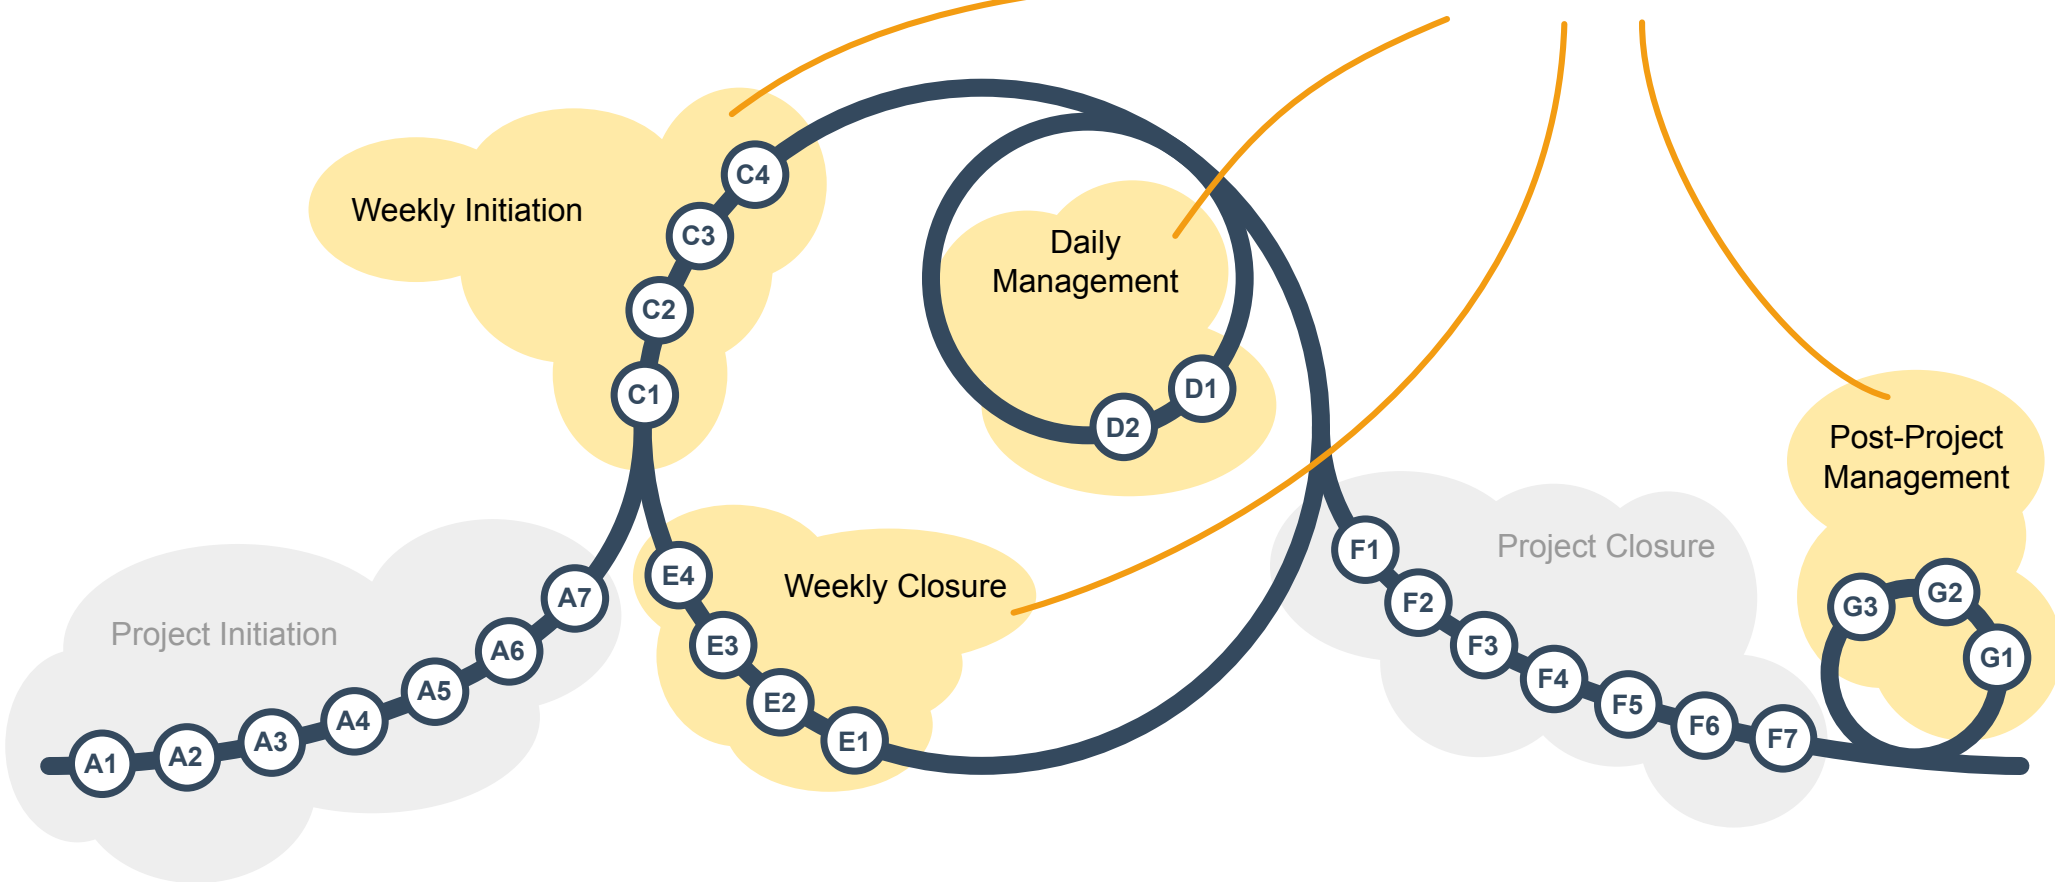 Weekly Initiation
C4
C3
C2
C1
Daily
Management
D1
D2
Post-Project
Management
G3
G2
G1
Project Closure
F1
F2
F3
F4
F5
F6
F7
Weekly Closure
E4
E3
E2
E1
Project Initiation
A1
A2
A3
A4
A5
A6
A7